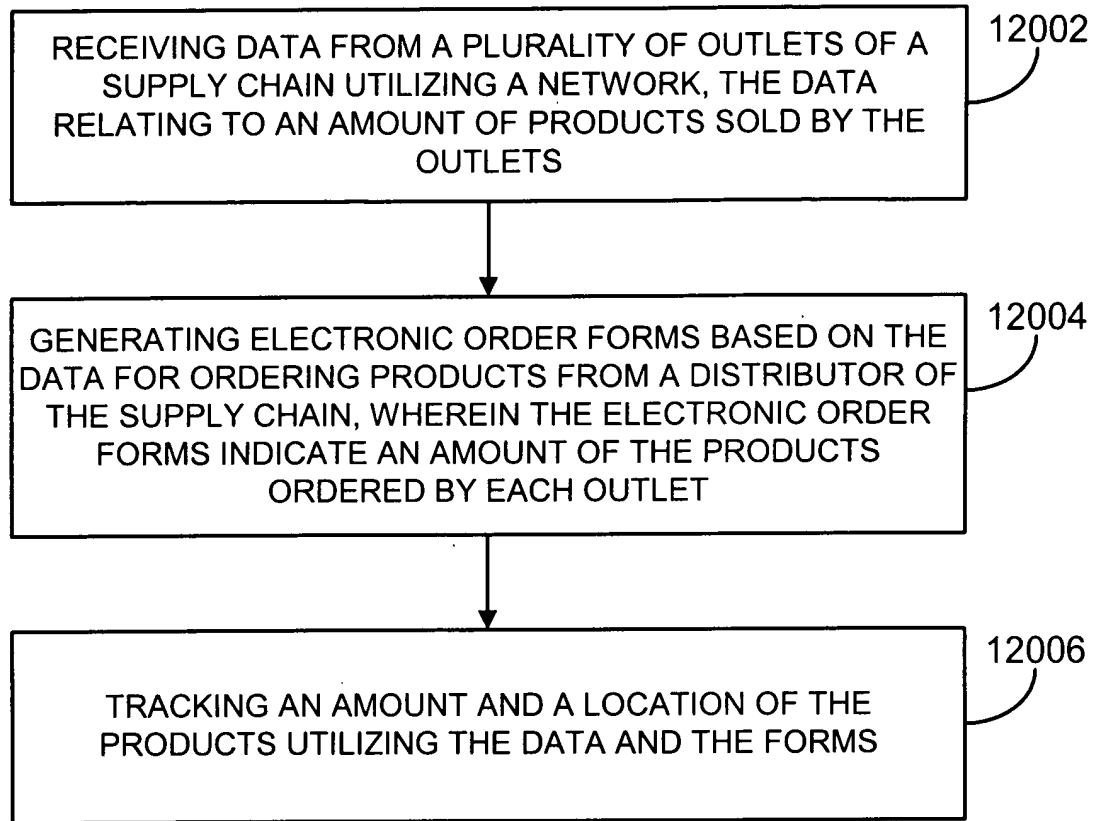 RECEIVING DATA FROM A PLURALITY OF OUTLETS OF A
SUPPLY CHAIN UTILIZING A NETWORK, THE DATA
RELATING TO AN AMOUNT OF PRODUCTS SOLD BY THE
OUTLETS
12002
GENERATING ELECTRONIC ORDER FORMS BASED ON THE
DATA FOR ORDERING PRODUCTS FROM A DISTRIBUTOR OF
THE SUPPLY CHAIN, WHEREIN THE ELECTRONIC ORDER
FORMS INDICATE AN AMOUNT OF THE PRODUCTS
ORDERED BY EACH OUTLET
12004
TRACKING AN AMOUNT AND A LOCATION OF THE
PRODUCTS UTILIZING THE DATA AND THE FORMS
12006